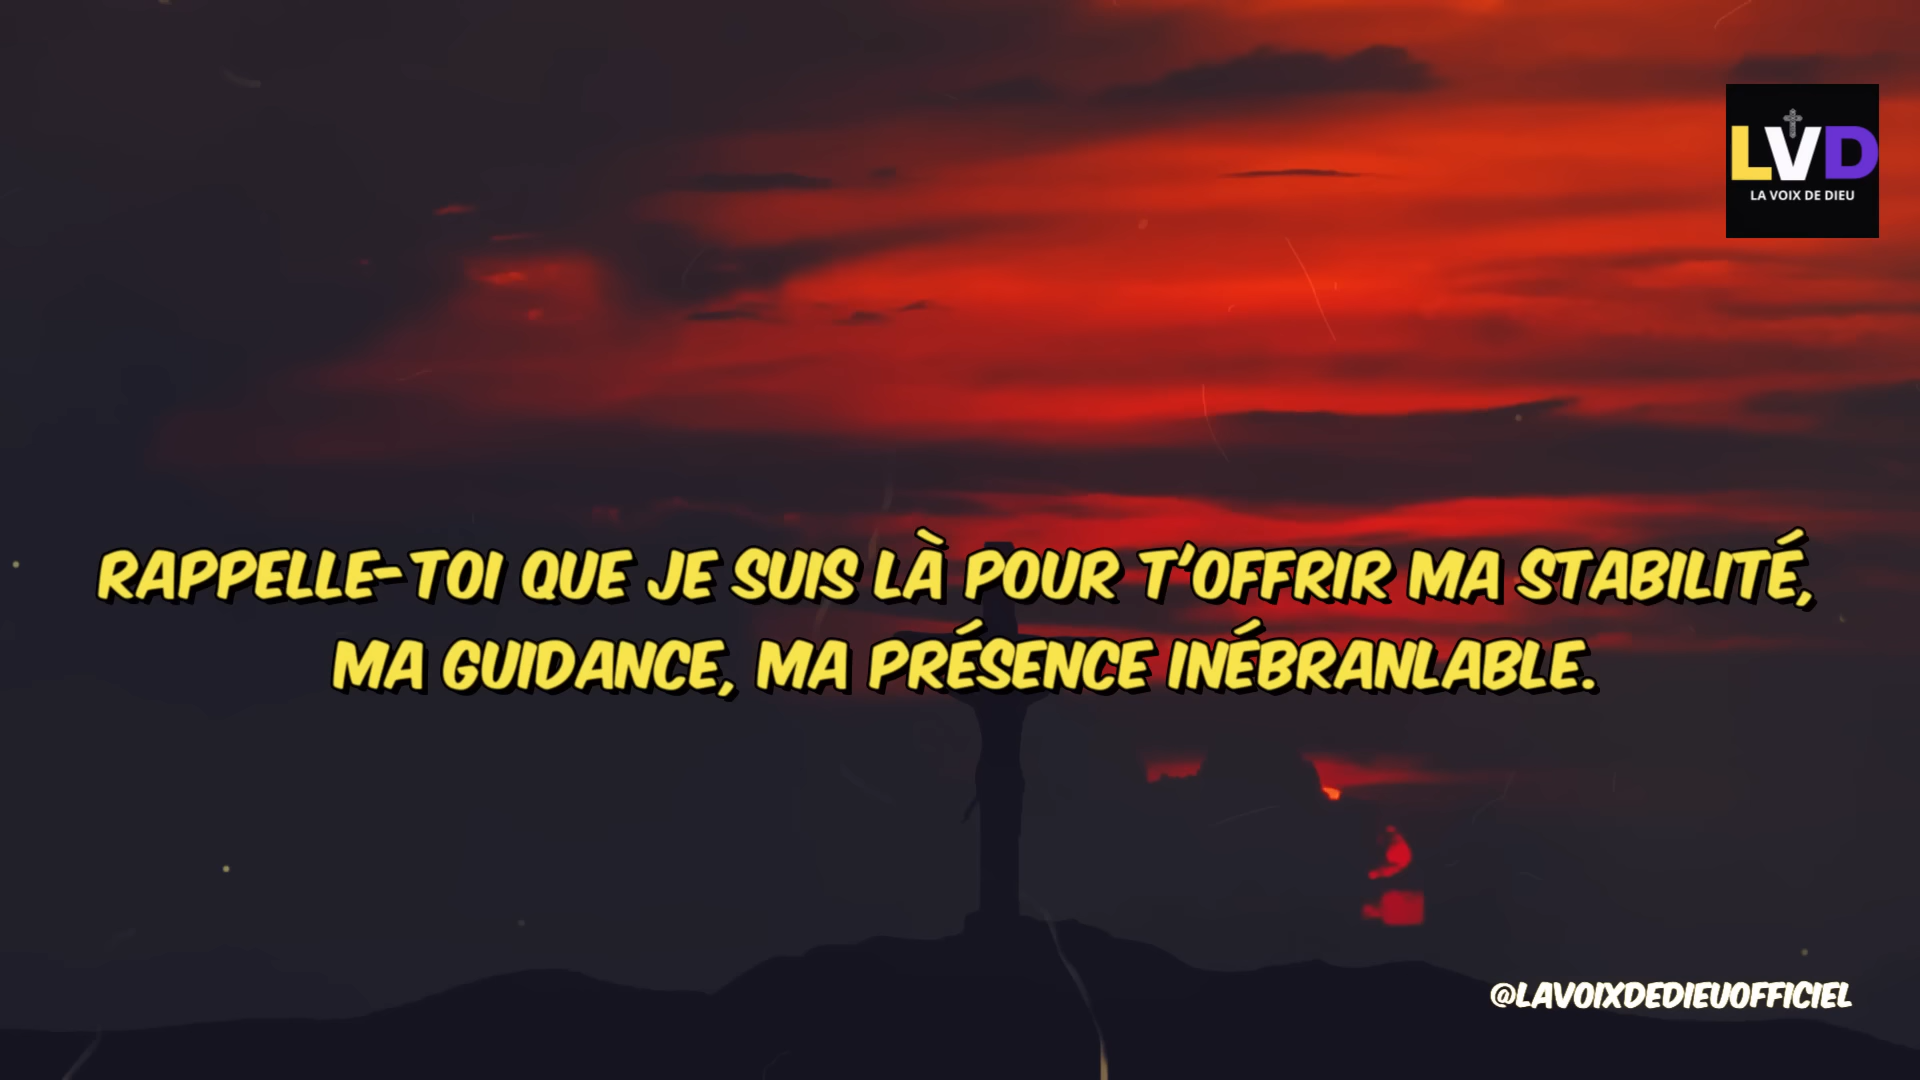 LVD
LA VOIX DE DIEU
RAPPELLE-TOI QUE JE SUIS LÀ POUR T'OFFRIR MA STABILITÉ,
MA GUIDANCE, MA PRÉSENCE INÉBRANLABLE.
@LAVOIXDEDIEUOFFICIEL